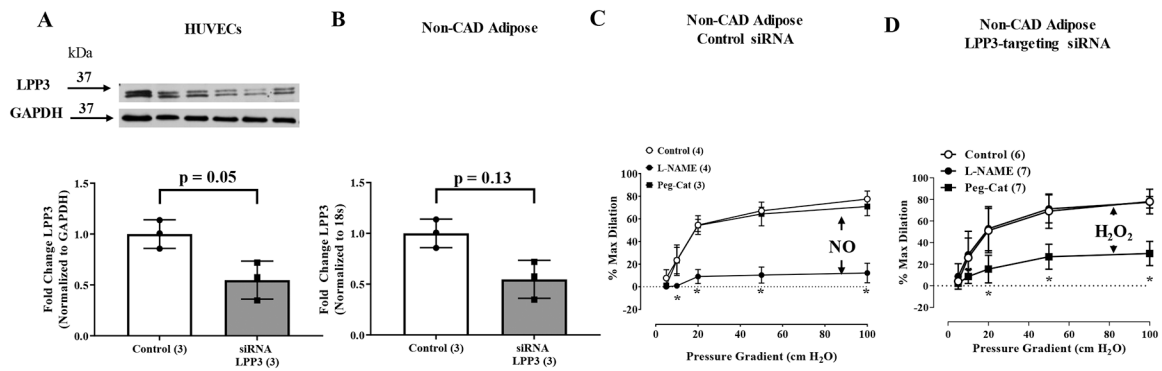 A
HUVECs
kDa
LPP3
37
GAPDH
37
p = 0.05
Fold Change LPP3
(Normalized to GAPDH)
1.5
1.0
0.5
0.0
Control (3)
siRNA
LPP3 (3)
B
Non-CAD Adipose
p = 0.13
Fold Change LPP3
(Normalized to 18s)
1.5
1.0
0.5
0.0
Control (3)
siRNA
LPP3 (3)
C
Non-CAD Adipose
Control siRNA
Control (4)
L-NAME (4)
Peg-Cat (3)
% Max Dilation
100
80
60
40
20
0
-20
NO
*
*
*
*
0
20
40
60
80
100
Pressure Gradient (cm H₂O)
D
Non-CAD Adipose
LPP3-targeting siRNA
Control (6)
L-NAME (7)
Peg-Cat (7)
% Max Dilation
100
80
60
40
20
0
-20
H₂O₂
*
*
*
0
20
40
60
80
100
Pressure Gradient (cm H₂O)